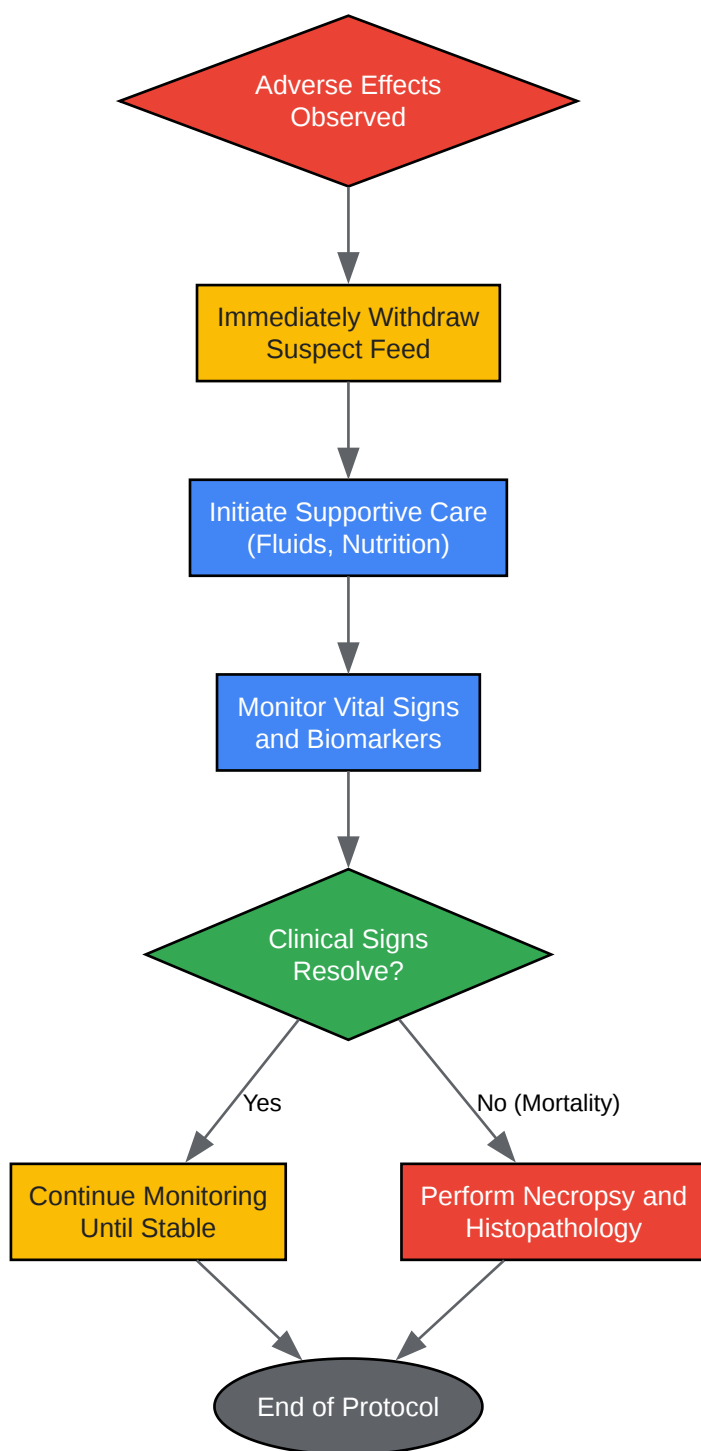 Adverse Effects
Observed
Immediately Withdraw
Suspect Feed
Initiate Supportive Care
(Fluids, Nutrition)
Monitor Vital Signs
and Biomarkers
Clinical Signs
Resolve?
Yes
No (Mortality)
Continue Monitoring
Until Stable
Perform Necropsy and
Histopathology
End of Protocol